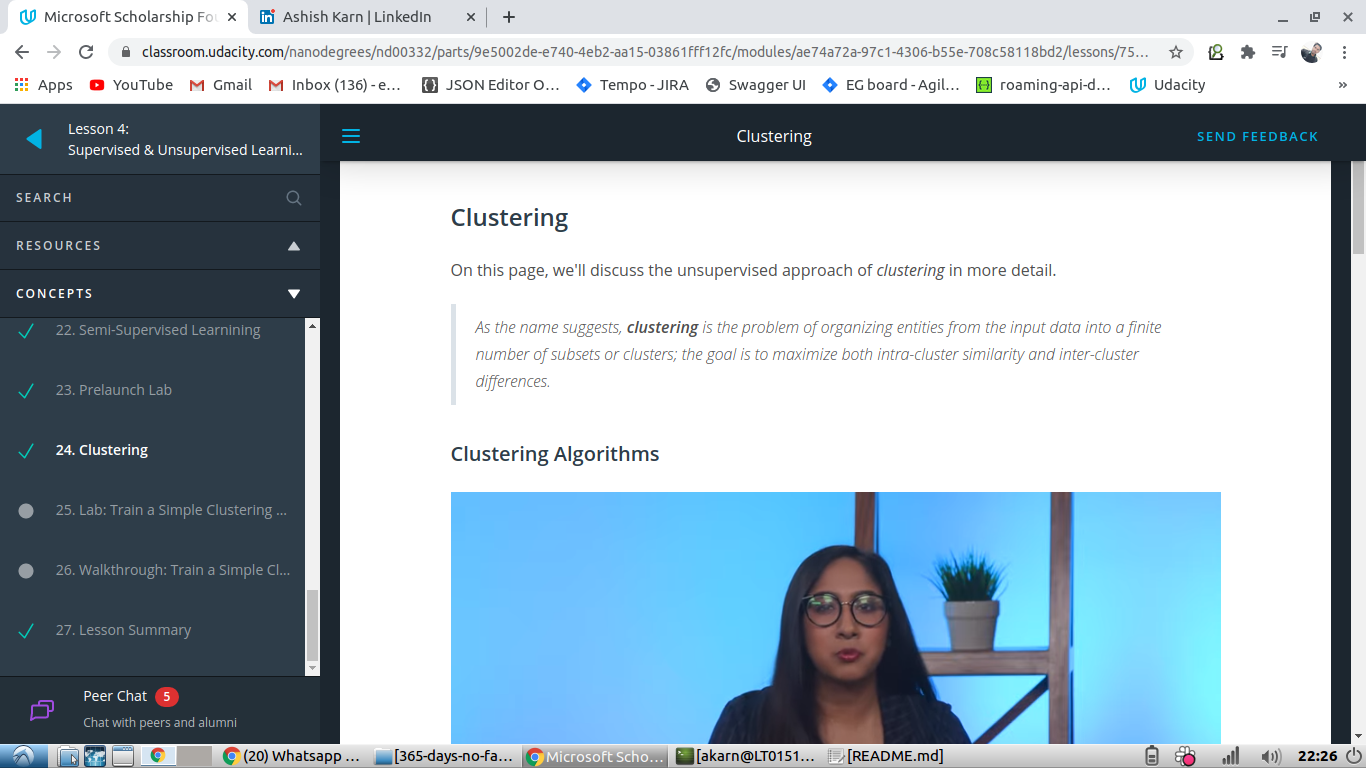 Microsoft Scholarship Fou
Ashish Karn | LinkedIn
classroom.udacity.com/nanodegrees/nd00332/parts/9e5002de-e740-4eb2-aa15-03861fff12fc/modules/ae74a72a-97c1-4306-b55e-708c58118bd2/lessons/75...
Apps YouTube Gmail Inbox (136) - e... JSON Editor O... Tempo - JIRA Swagger UI EG board - Agil... roaming-api-d... Udacity »
Lesson 4:
Supervised & Unsupervised Learni...
SEARCH
RESOURCES
CONCEPTS
22. Semi-Supervised Learnining
23. Prelaunch Lab
24. Clustering
25. Lab: Train a Simple Clustering ...
26. Walkthrough: Train a Simple Cl...
27. Lesson Summary
Peer Chat 5
Chat with peers and alumni
Clustering
SEND FEEDBACK
Clustering
On this page, we'll discuss the unsupervised approach of clustering in more detail.
As the name suggests, clustering is the problem of organizing entities from the input data into a finite
number of subsets or clusters; the goal is to maximize both intra-cluster similarity and inter-cluster
differences.
Clustering Algorithms
(20) Whatsapp ... [365-days-no-fa... Microsoft Scho... [akarn@LT0151... [README.md] 22:26